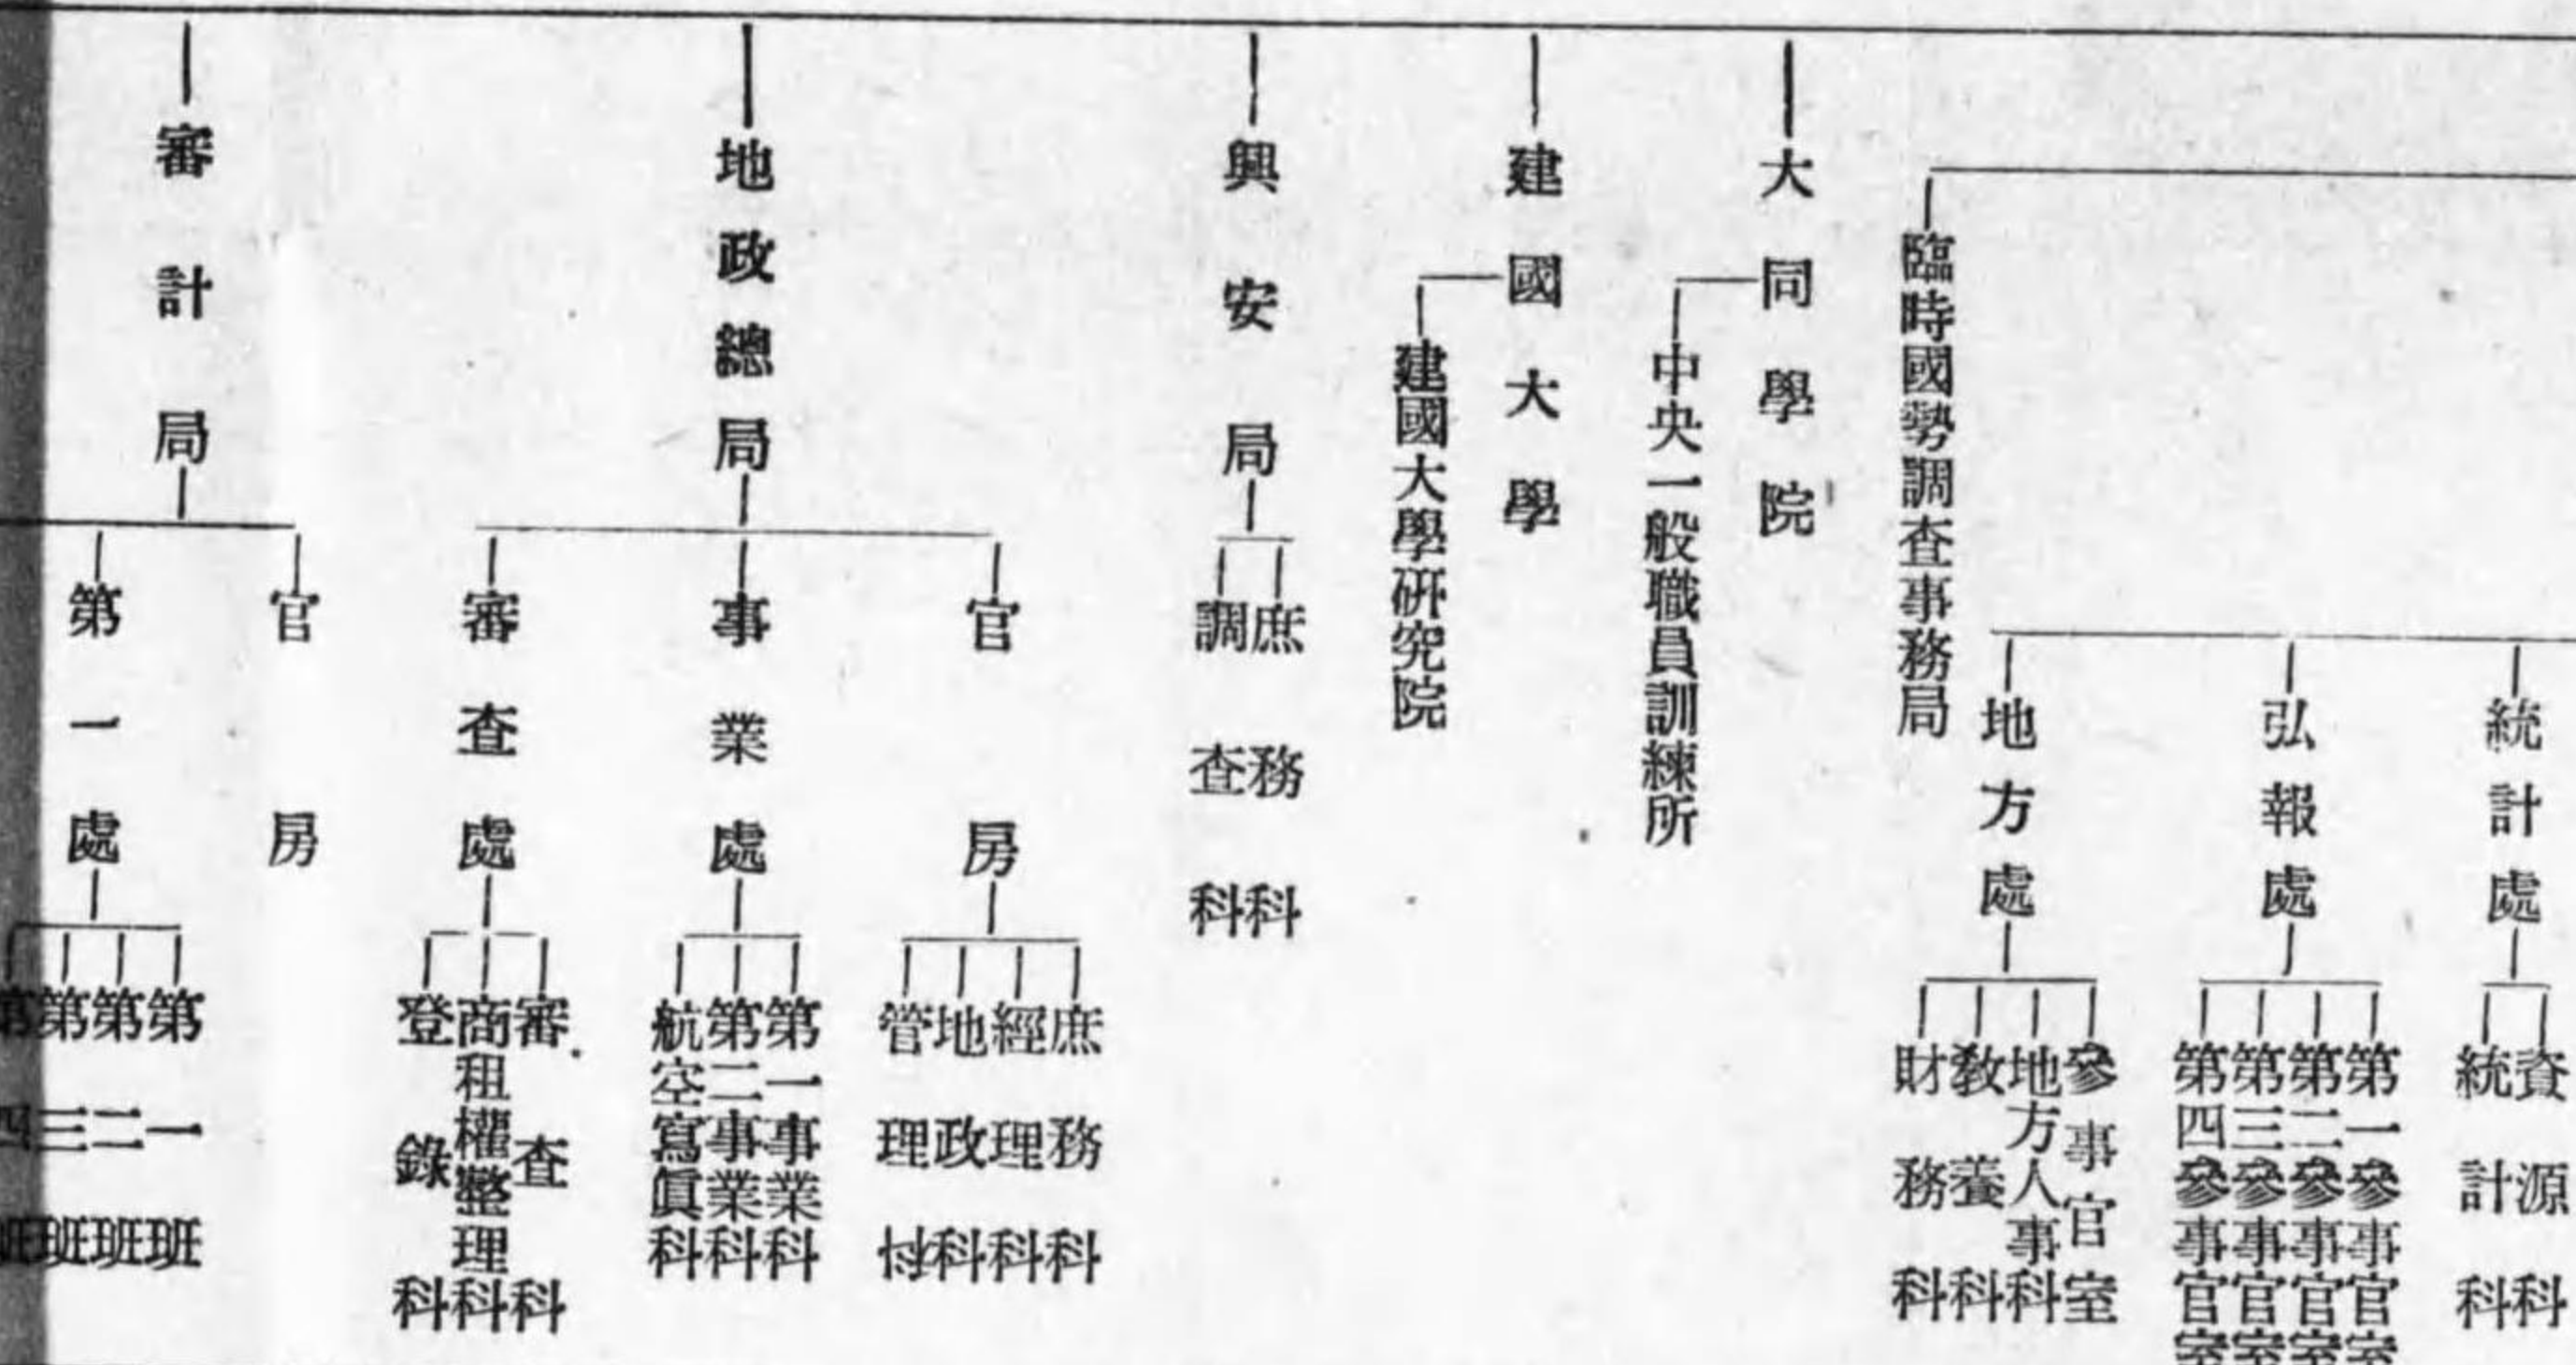 統計處
資源科
統計科
弘報處
第一參事官室
第二參事官室
第三參事官室
第四參事官室
地方處
參事官室
地方人事科
教養科
財務科
臨時國勢調查事務局
大同學院
中央一般職員訓練所
建國大學
建國大學研究院
興安局
庶務科
調查科
地政總局
官房
庶務科
經理科
地政科
管理科
事業處
第一事業科
第二事業科
航空寫眞科
審查處
審查科
商租權整理科
登錄科
審計局
官房
第一處
第一班
第二班
第三班
第四班